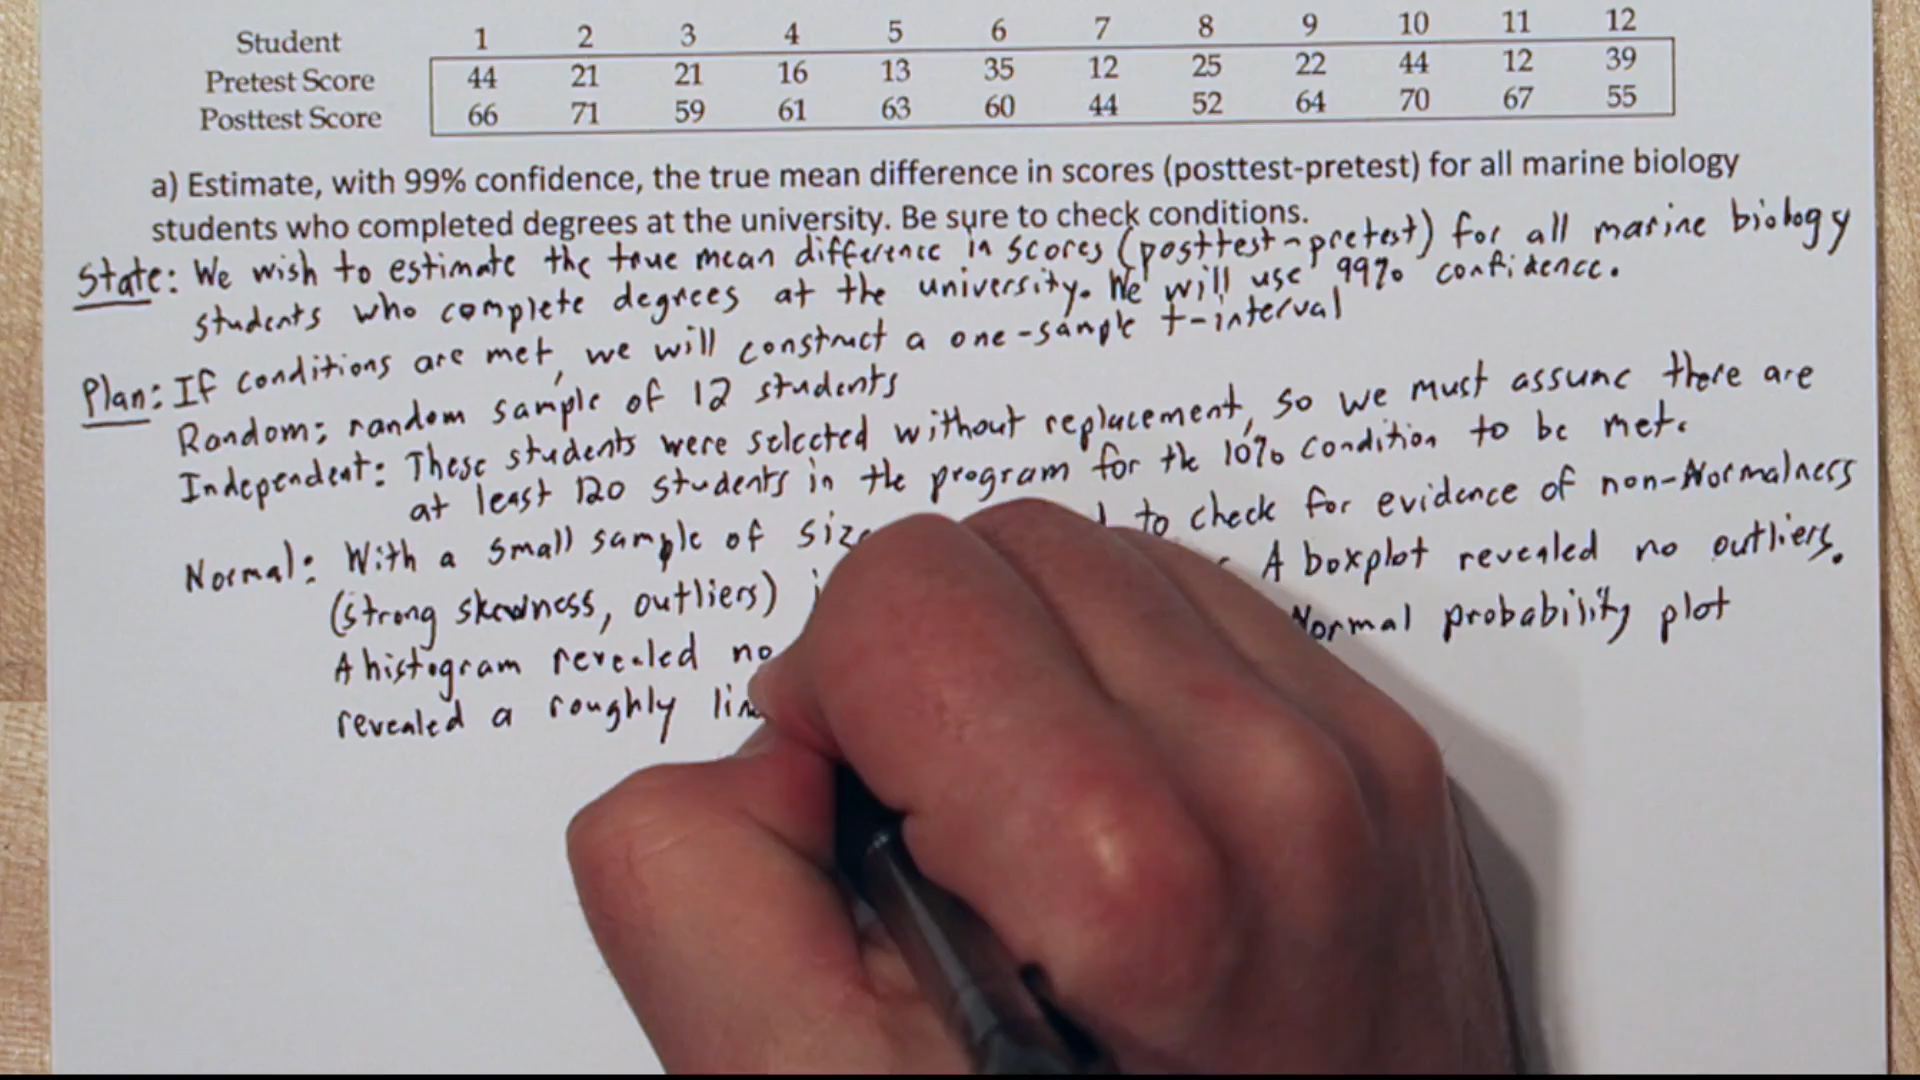 Student 1 2 3 4 5 6 7 8 9 10 11 12
Pretest Score 44 21 21 16 13 35 12 25 22 44 12 39
Posttest Score 66 71 59 61 63 60 44 52 64 70 67 55
a) Estimate, with 99% confidence, the true mean difference in scores (posttest-pretest) for all marine biology
students who completed degrees at the university. Be sure to check conditions.
State: We wish to estimate the true mean difference in scores (posttest-pretest) for all marine biology
students who complete degrees at the university. We will use 99% confidence.
Plan: If conditions are met, we will construct a one-sample t-interval
Random: random sample of 12 students
Independent: These students were selected without replacement, so we must assume there are
at least 120 students in the program for the 10% condition to be met.
Normal: With a small sample of size to check for evidence of non-Normalness
(strong skewness, outliers) A boxplot revealed no outliers.
A histogram revealed no Normal probability plot
revealed a roughly